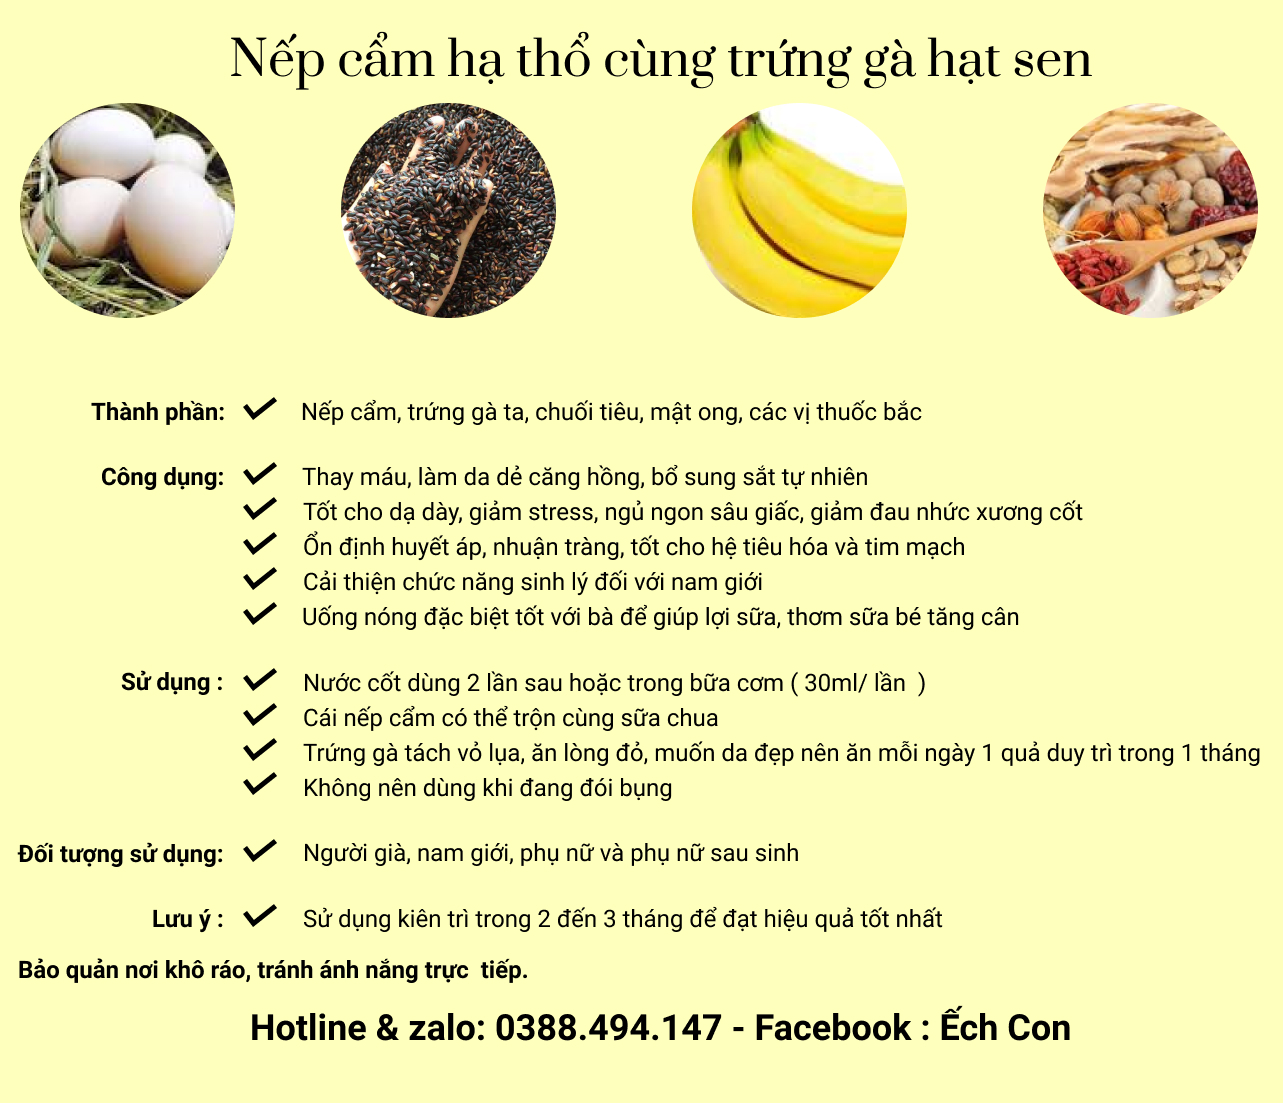 Nếp cẩm hạ thổ cùng trứng gà hạt sen
Thành phần: Nếp cẩm, trứng gà ta, chuối tiêu, mật ong, các vị thuốc bắc
Công dụng: Thay máu, làm da dẻ căng hồng, bổ sung sắt tự nhiên
Tốt cho dạ dày, giảm stress, ngủ ngon sâu giấc, giảm đau nhức xương cốt
Ổn định huyết áp, nhuận tràng, tốt cho hệ tiêu hóa và tim mạch
Cải thiện chức năng sinh lý đối với nam giới
Uống nóng đặc biệt tốt với bà để giúp lợi sữa, thơm sữa bé tăng cân
Sử dụng : Nước cốt dùng 2 lần sau hoặc trong bữa cơm ( 30ml/ lần )
Cái nếp cẩm có thể trộn cùng sữa chua
Trứng gà tách vỏ lụa, ăn lòng đỏ, muốn da đẹp nên ăn mỗi ngày 1 quả duy trì trong 1 tháng
Không nên dùng khi đang đói bụng
Đối tượng sử dụng: Người già, nam giới, phụ nữ và phụ nữ sau sinh
Lưu ý : Sử dụng kiên trì trong 2 đến 3 tháng để đạt hiệu quả tốt nhất
Bảo quản nơi khô ráo, tránh ánh nắng trực tiếp.
Hotline & zalo: 0388.494.147 - Facebook : Ếch Con